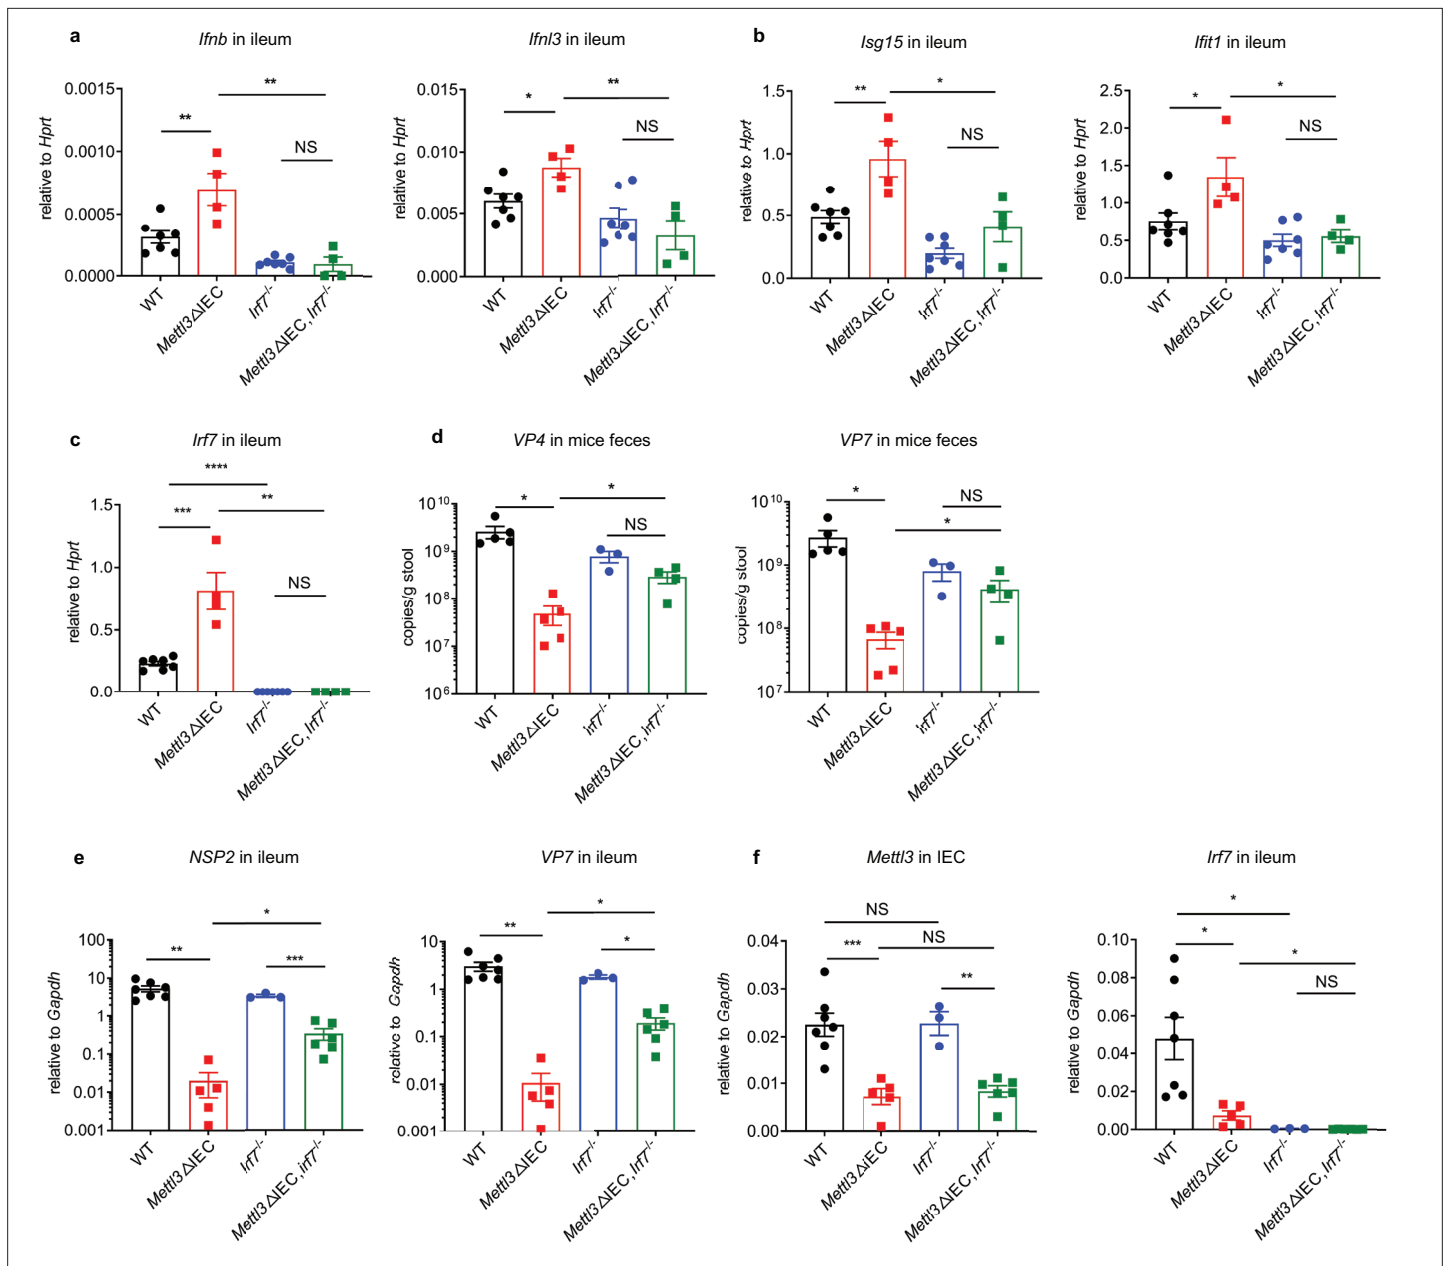 a
Ifnb in ileum
Ifnl3 in ileum
b
Isg15 in ileum
Ifit1 in ileum
relative to Hprt
0.0015
0.0010
0.0005
0.0000
**
**
NS
WT
Mettl3ΔIEC
Irf7-/-
Mettl3ΔIEC, Irf7-/-
relative to Hprt
0.015
0.010
0.005
0.000
*
**
NS
WT
Mettl3ΔIEC
Irf7-/-
Mettl3ΔIEC, Irf7-/-
relative to Hprt
1.5
1.0
0.5
0.0
**
*
NS
WT
Mettl3ΔIEC
Irf7-/-
Mettl3ΔIEC, Irf7-/-
relative to Hprt
2.5
2.0
1.5
1.0
0.5
0.0
*
*
NS
WT
Mettl3ΔIEC
Irf7-/-
Mettl3ΔIEC, Irf7-/-
c
Irf7 in ileum
d
VP4 in mice feces
VP7 in mice feces
relative to Hprt
1.5
1.0
0.5
0.0
****
**
***
NS
WT
Mettl3ΔIEC
Irf7-/-
Mettl3ΔIEC, Irf7-/-
copies/g stool
10^10
10^9
10^8
10^7
10^6
*
*
NS
WT
Mettl3ΔIEC
Irf7-/-
Mettl3ΔIEC, Irf7-/-
copies/g stool
10^10
10^9
10^8
10^7
*
NS
*
WT
Mettl3ΔIEC
Irf7-/-
Mettl3ΔIEC, Irf7-/-
e
NSP2 in ileum
VP7 in ileum
f
Mettl3 in IEC
Irf7 in ileum
relative to Gapdh
100
10
1
0.1
0.01
0.001
*
**
***
WT
Mettl3ΔIEC
Irf7-/-
Mettl3ΔIEC, irf7-/-
relative to Gapdh
10
1
0.1
0.01
0.001
*
**
*
WT
Mettl3ΔIEC
Irf7-/-
Mettl3ΔIEC, Irf7-/-
relative to Gapdh
0.04
0.03
0.02
0.01
0.00
NS
***
NS
**
WT
Mettl3ΔIEC
Irf7-/-
Mettl3ΔIEC, Irf7-/-
relative to Gapdh
0.10
0.08
0.06
0.04
0.02
0.00
*
*
*
NS
WT
Mettl3ΔIEC
Irf7-/-
Mettl3ΔIEC, Irf7-/-